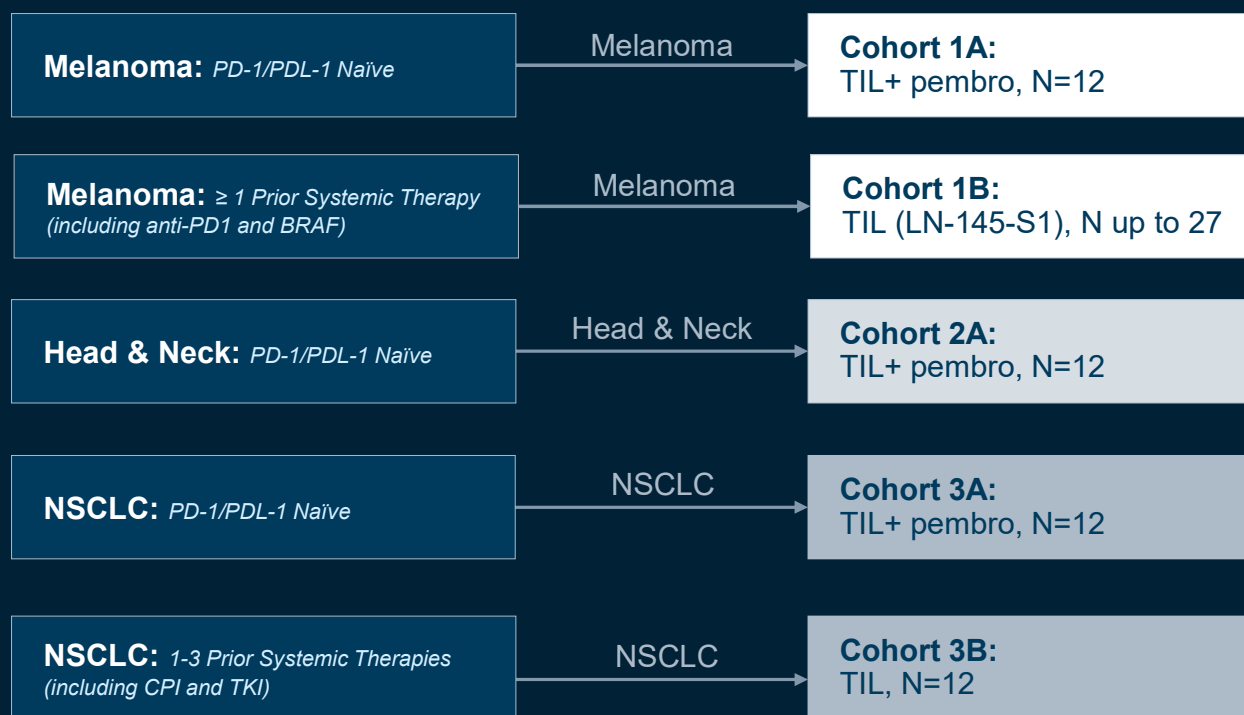 Melanoma: PD-1/PDL-1 Naïve
Melanoma
Cohort 1A:
TIL+ pembro, N=12
Melanoma: ≥ 1 Prior Systemic Therapy
(including anti-PD1 and BRAF)
Melanoma
Cohort 1B:
TIL (LN-145-S1), N up to 27
Head & Neck: PD-1/PDL-1 Naïve
Head & Neck
Cohort 2A:
TIL+ pembro, N=12
NSCLC: PD-1/PDL-1 Naïve
NSCLC
Cohort 3A:
TIL+ pembro, N=12
NSCLC: 1-3 Prior Systemic Therapies
(including CPI and TKI)
NSCLC
Cohort 3B:
TIL, N=12